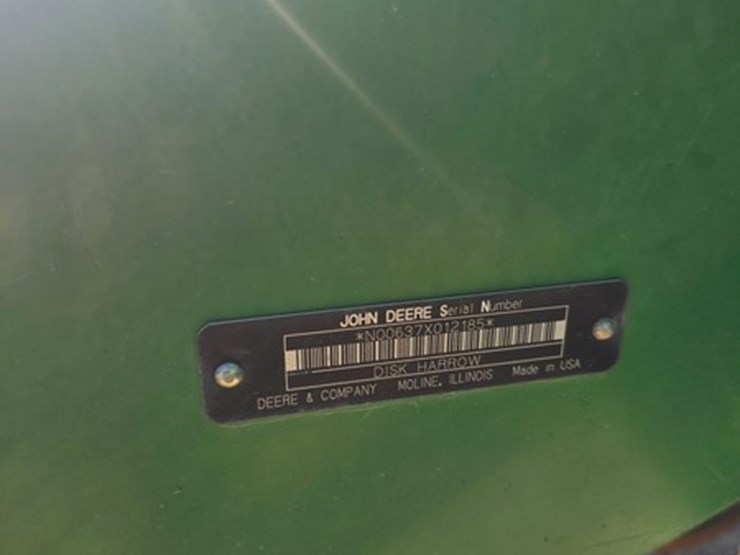 JOHN DEERE Serial Number
*N00637X012185*
DISK HARROW
DEERE & COMPANY MOLINE, ILLINOIS Made in USA